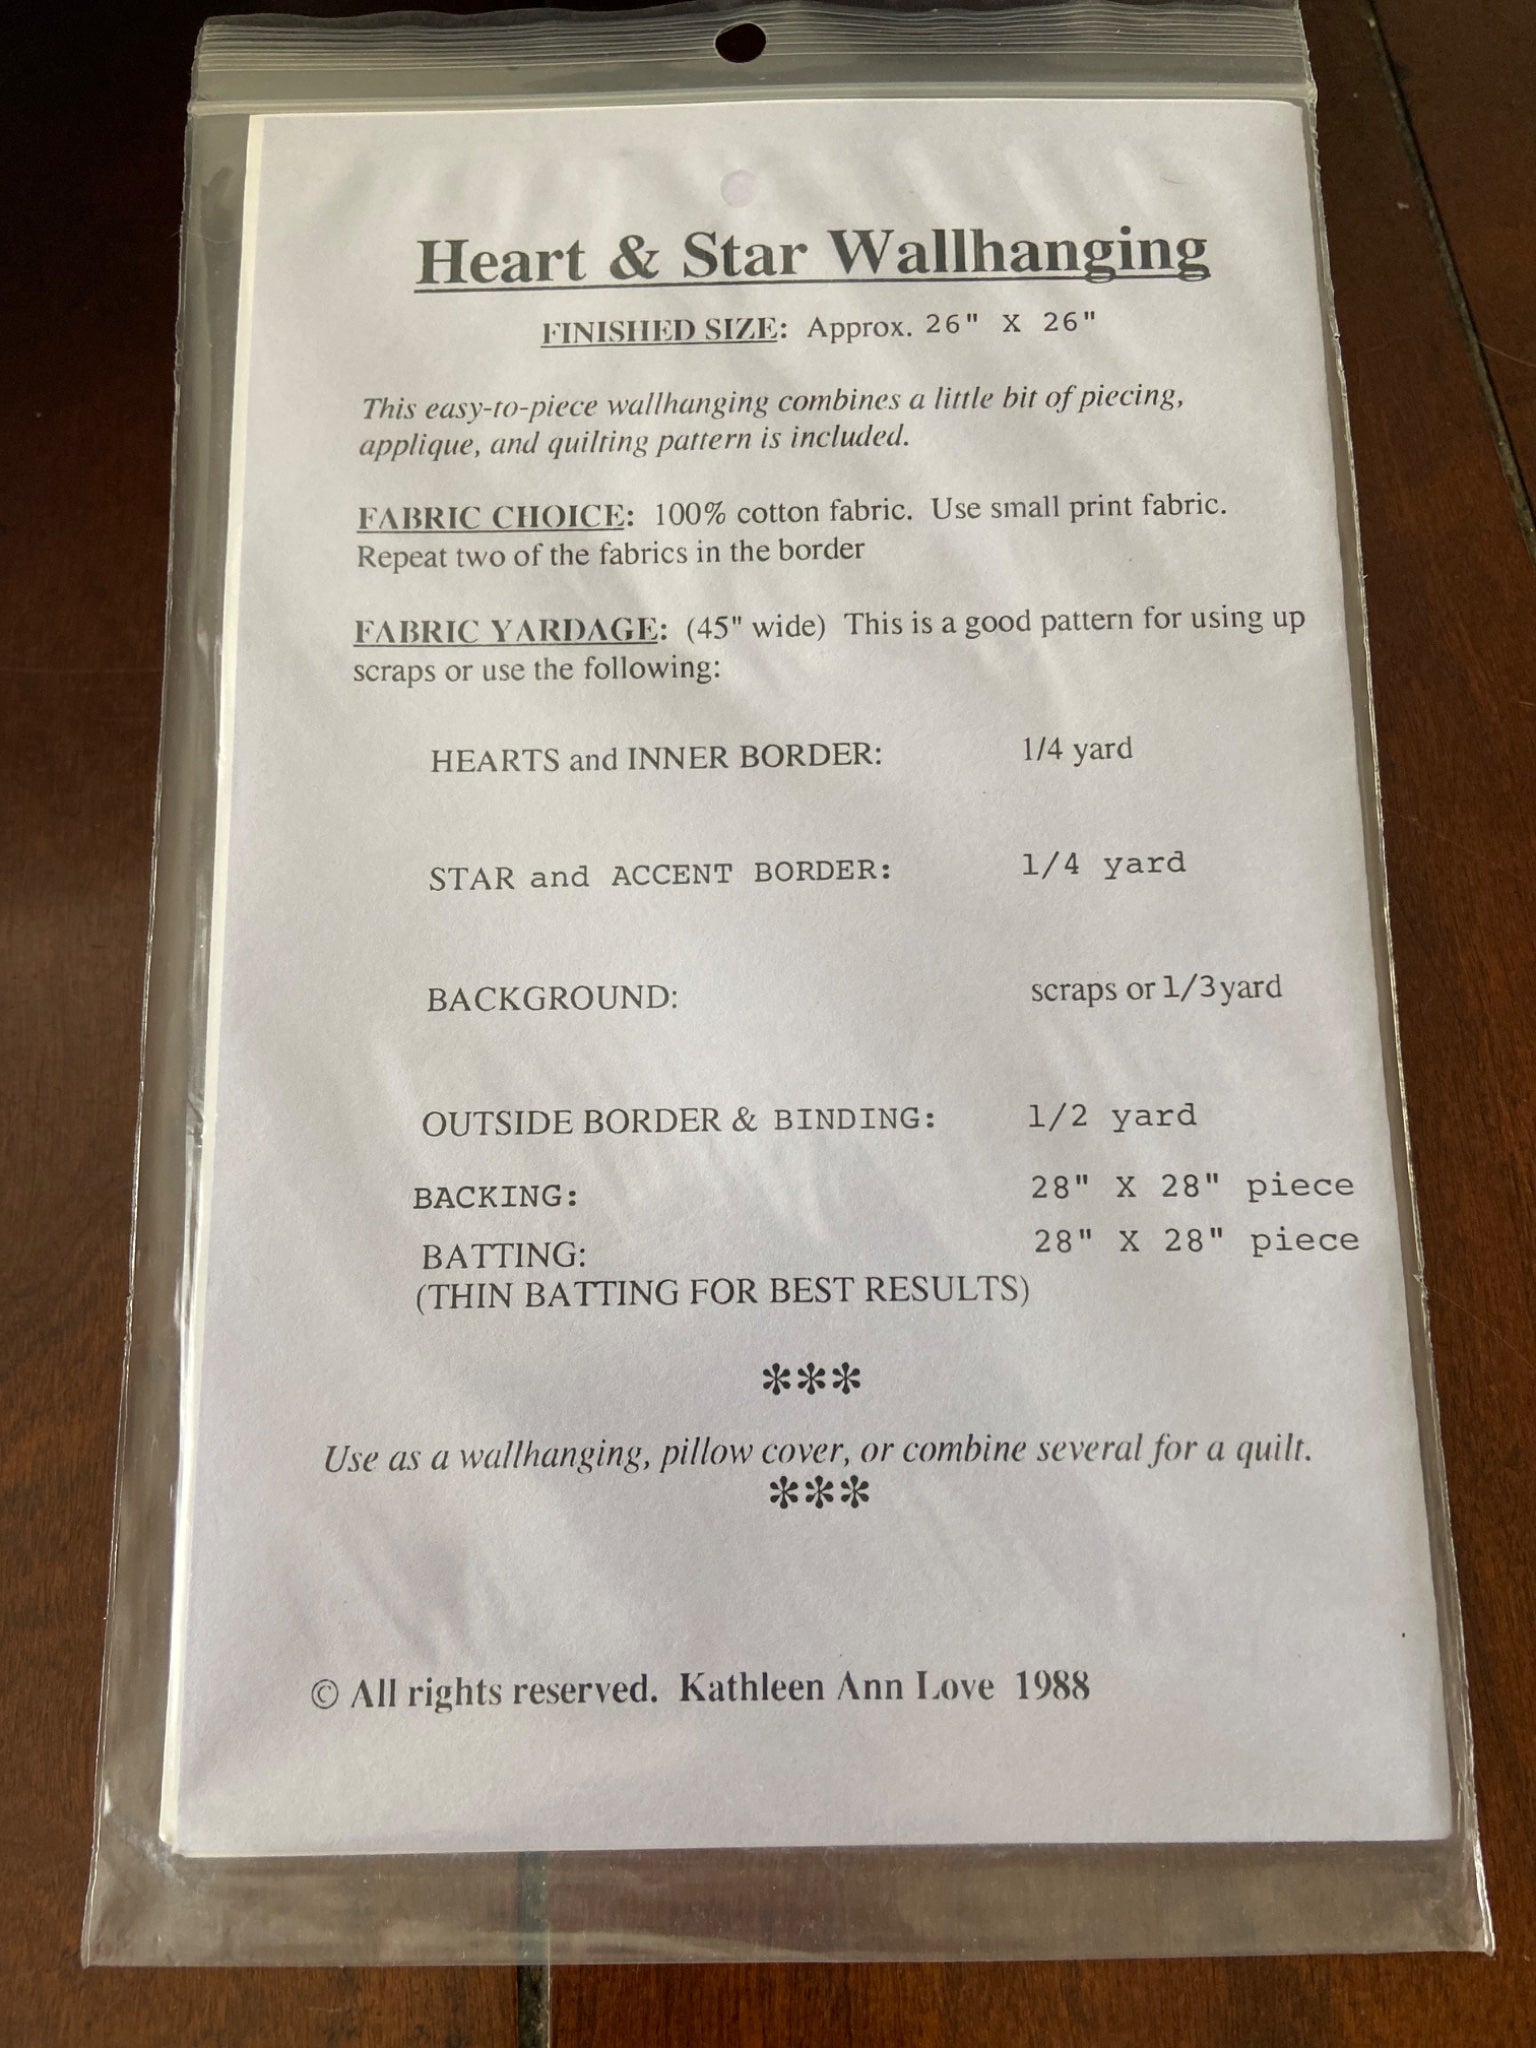 Heart & Star Wallhanging
FINISHED SIZE: Approx. 26" X 26"
This easy-to-piece wallhanging combines a little bit of piecing,
applique, and quilting pattern is included.
FABRIC CHOICE: 100% cotton fabric. Use small print fabric.
Repeat two of the fabrics in the border
FABRIC YARDAGE: (45" wide) This is a good pattern for using up
scraps or use the following:
HEARTS and INNER BORDER: 1/4 yard
STAR and ACCENT BORDER: 1/4 yard
BACKGROUND: scraps or 1/3 yard
OUTSIDE BORDER & BINDING: 1/2 yard
BACKING: 28" X 28" piece
BATTING: 28" X 28" piece
(THIN BATTING FOR BEST RESULTS)
***
Use as a wallhanging, pillow cover, or combine several for a quilt.
***
© All rights reserved. Kathleen Ann Love 1988